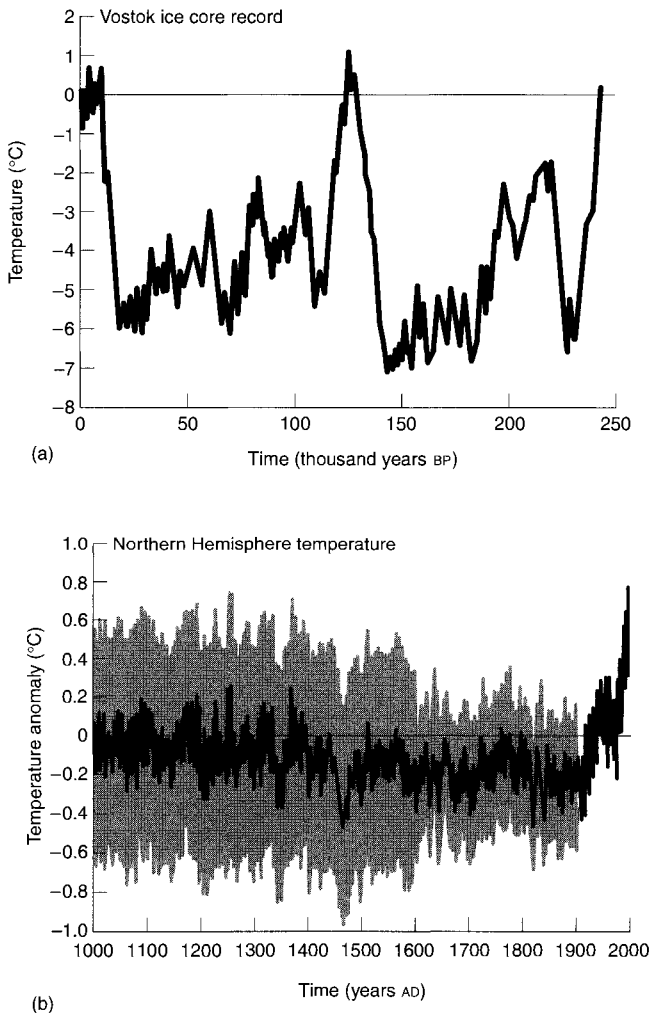 Vostok ice core record
2
1
0
−1
−2
−3
−4
−5
−6
−7
−8
Temperature (°C)
0 50 100 150 200 250
Time (thousand years BP)
(a)
Northern Hemisphere temperature
1.0
0.8
0.6
0.4
0.2
0
−0.2
−0.4
−0.6
−0.8
−1.0
Temperature anomaly (°C)
1000 1100 1200 1300 1400 1500 1600 1700 1800 1900 2000
Time (years AD)
(b)